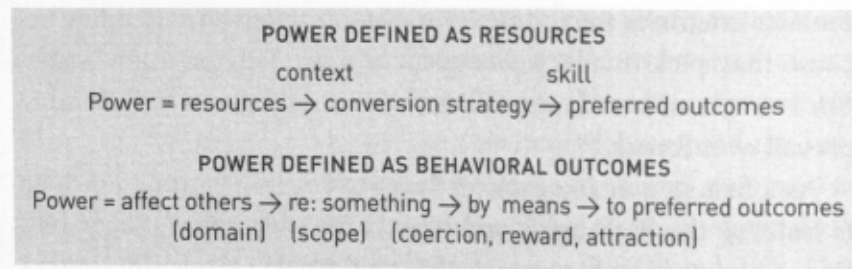 POWER DEFINED AS RESOURCES
context skill
Power = resources → conversion strategy → preferred outcomes
POWER DEFINED AS BEHAVIORAL OUTCOMES
Power = affect others → re: something → by means → to preferred outcomes
(domain) (scope) (coercion, reward, attraction)